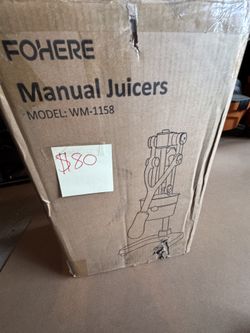 FOHERE
Manual Juicers
MODEL: WM-1158
$80